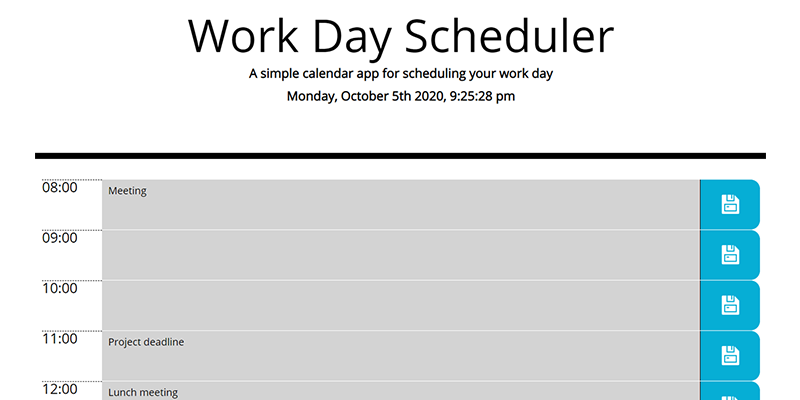 Work Day Scheduler
A simple calendar app for scheduling your work day
Monday, October 5th 2020, 9:25:28 pm
08:00 Meeting
09:00
10:00
11:00 Project deadline
12:00 Lunch meeting